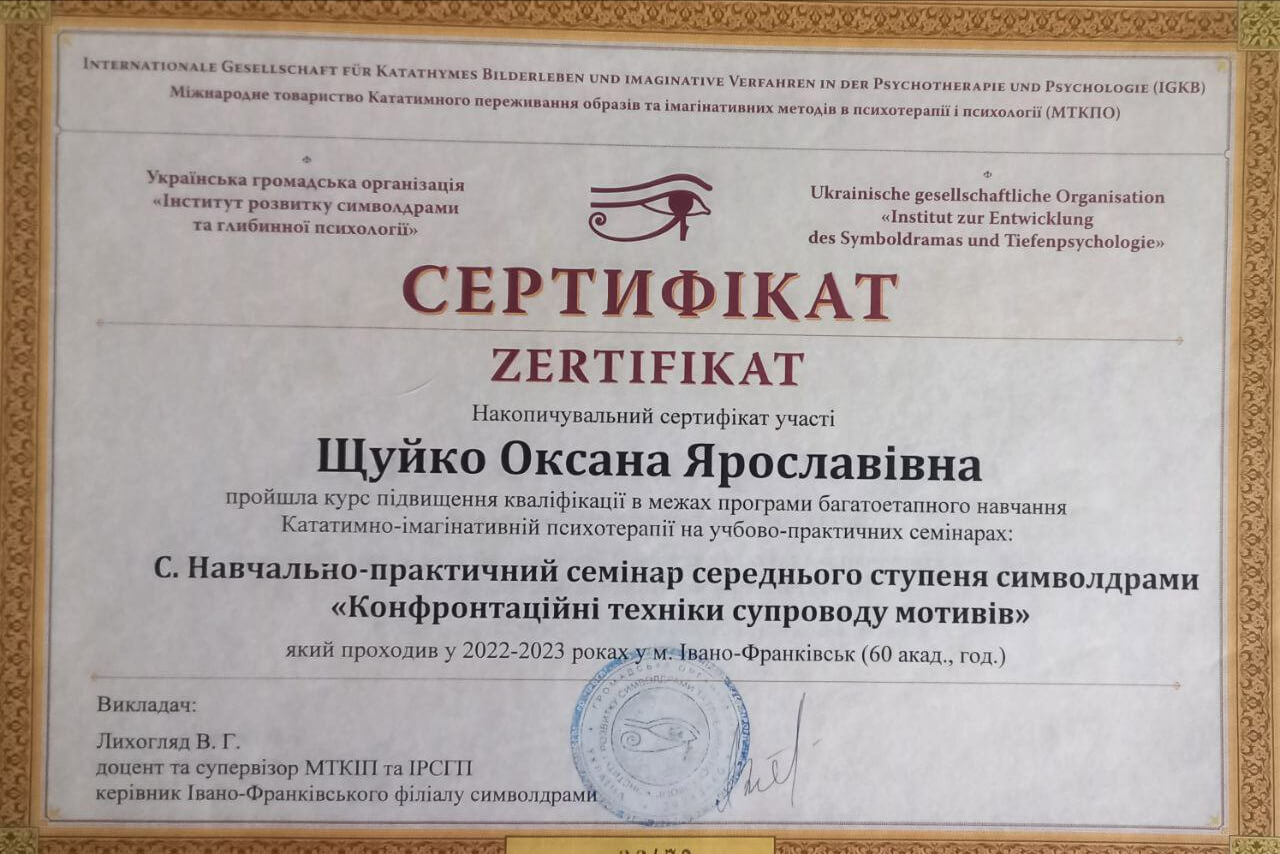 Internationale Gesellschaft für Katathymes Bilderleben und imaginative Verfahren in der Psychotherapie und Psychologie (IGKB)
Міжнародне товариство Кататимного переживання образів та імагінативних методів в психотерапії і психології (МТКПО)
Українська громадська організація
«Інститут розвитку символдрами
та глибинної психології»
Ukrainische gesellschaftliche Organisation
«Institut zur Entwicklung
des Symboldramas und Tiefenpsychologie»
СЕРТИФІКАТ
ZERTIFIKAT
Накопичувальний сертифікат участі
Щуйко Оксана Ярославівна
пройшла курс підвищення кваліфікації в межах програми багатоетапного навчання
Кататимно-імагінативній психотерапії на учбово-практичних семінарах:
С. Навчально-практичний семінар середнього ступеня символдрами
«Конфронтаційні техніки супроводу мотивів»
який проходив у 2022-2023 роках у м. Івано-Франківськ (60 акад., год.)
Викладач:
Лихогляд В. Г.
доцент та супервізор МТКІП та ІРСГП
керівник Івано-Франківського філіалу символдрами